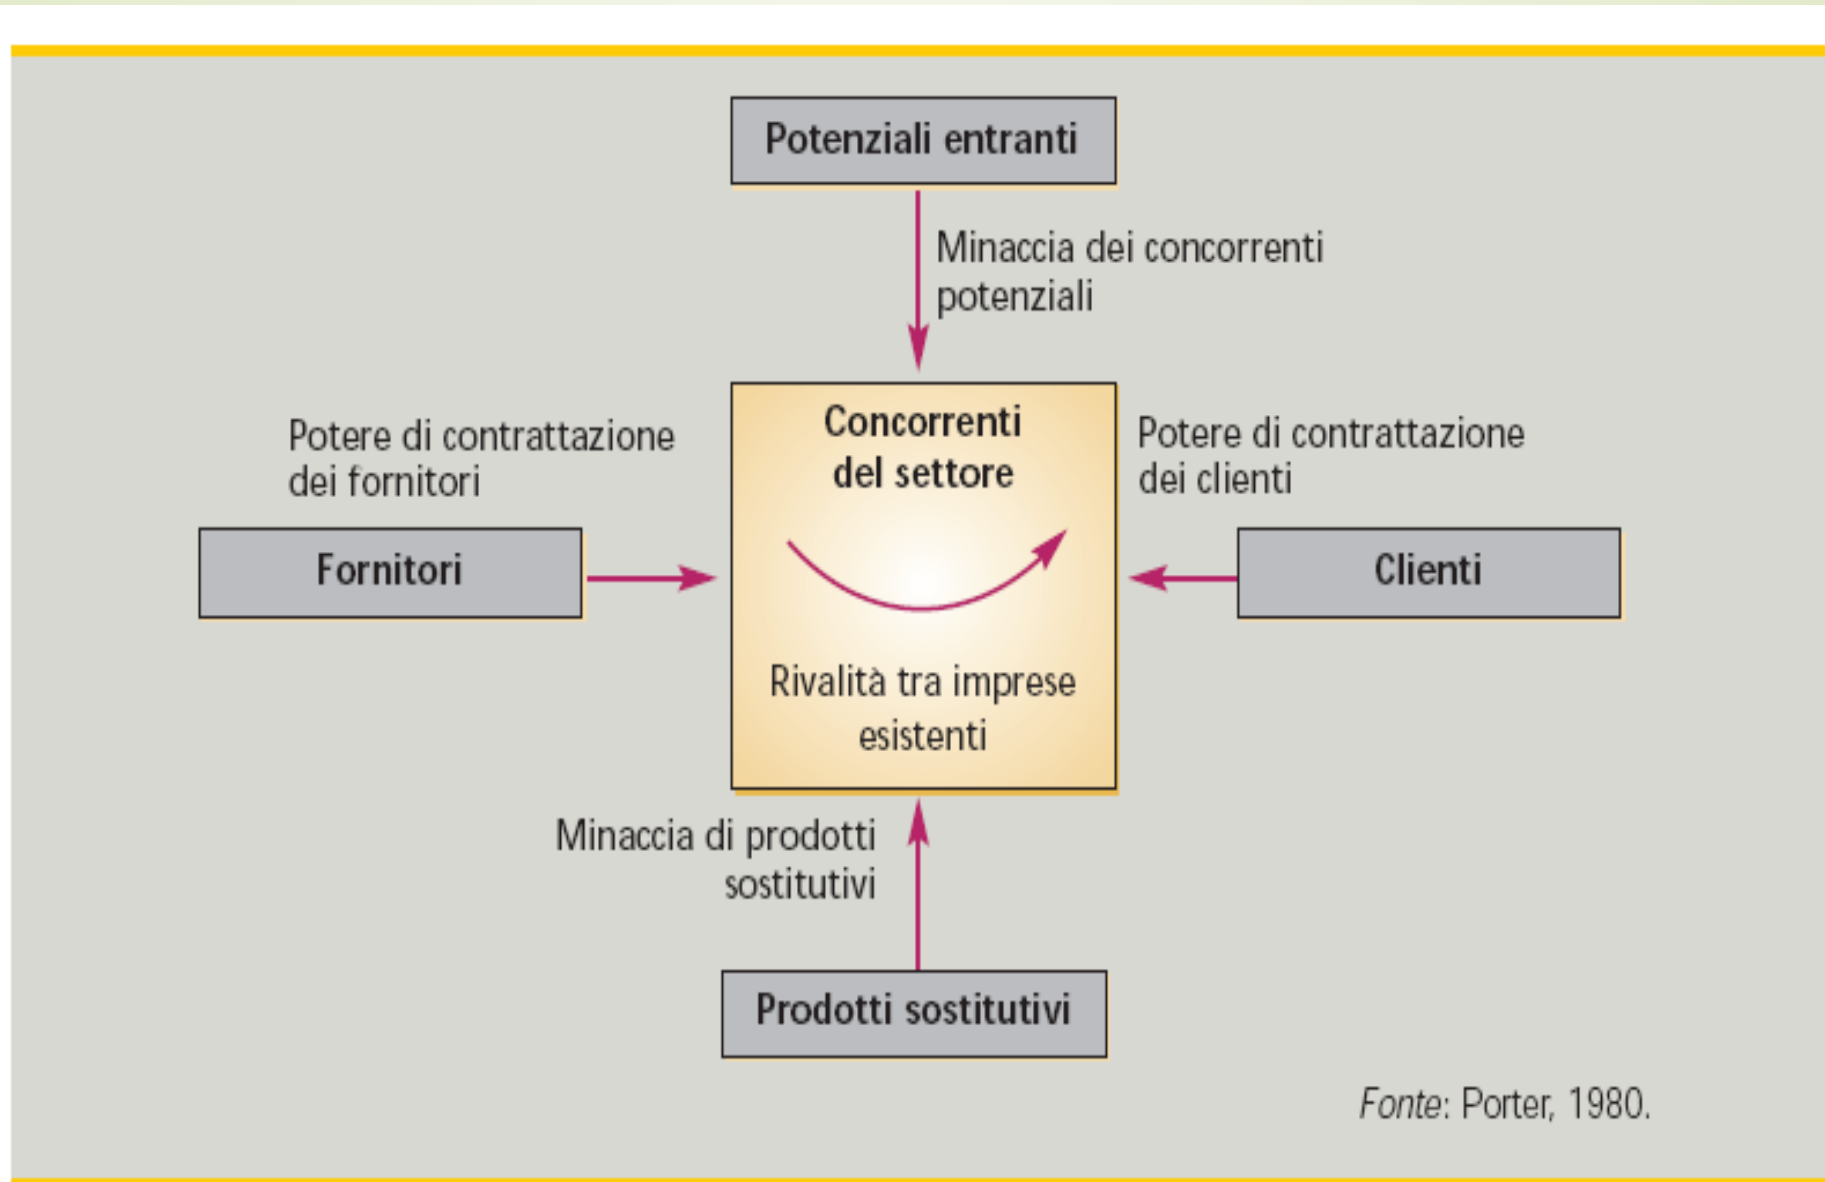 Potenziali entranti
Minaccia dei concorrenti
potenziali
Potere di contrattazione
dei fornitori
Fornitori
Concorrenti
del settore
Rivalità tra imprese
esistenti
Potere di contrattazione
dei clienti
Clienti
Minaccia di prodotti
sostitutivi
Prodotti sostitutivi
Fonte: Porter, 1980.